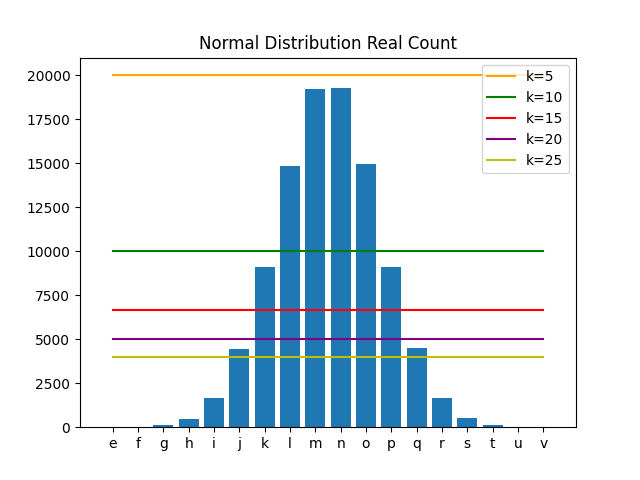 Normal Distribution Real Count
20000
17500
15000
12500
10000
7500
5000
2500
0
k=5
k=10
k=15
k=20
k=25
e f g h i j k l m n o p q r s t u v